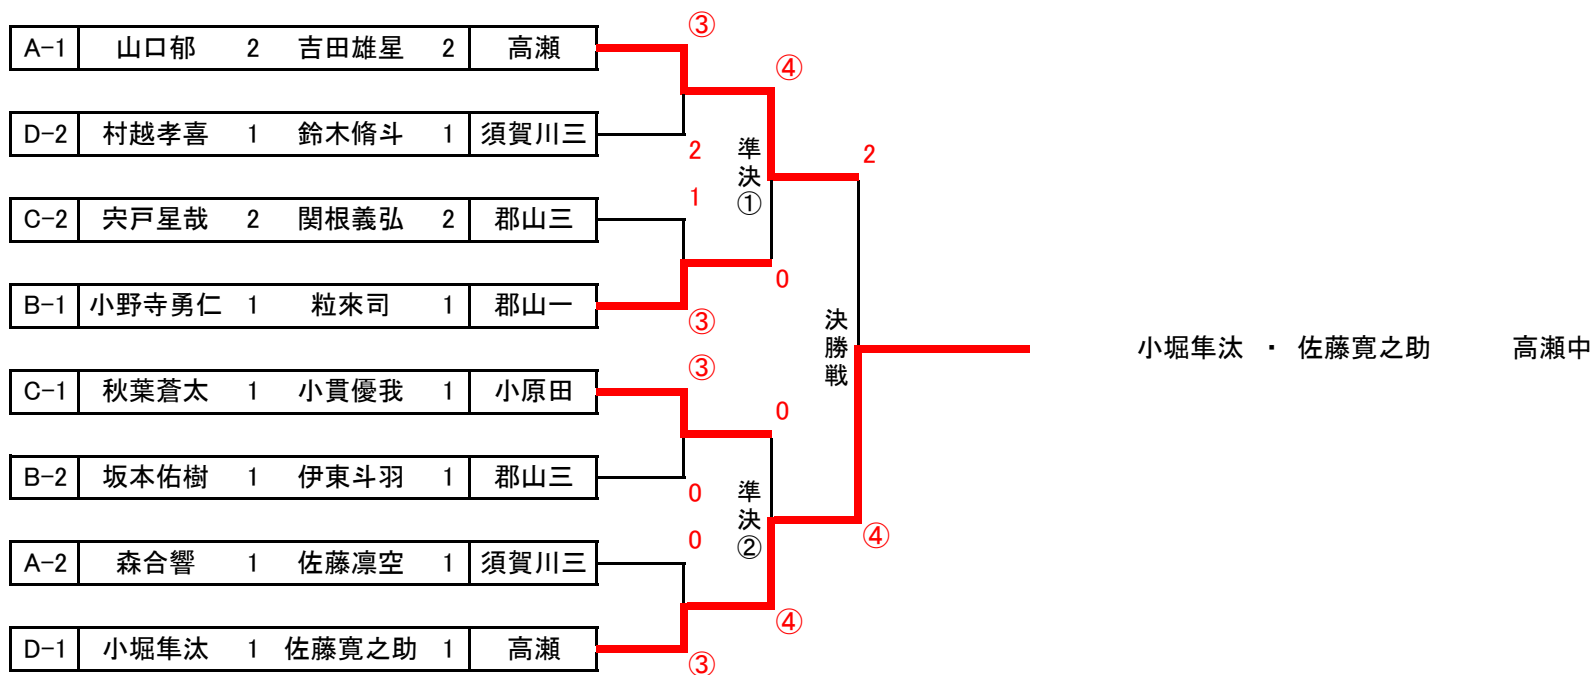 ③
A-1 山口郁 2 吉田雄星 2 高瀬
④
D-2 村越孝喜 1 鈴木脩斗 1 須賀川三
2
準決①
2
1
C-2 宍戸星哉 2 関根義弘 2 郡山三
0
B-1 小野寺勇仁 1 粒來司 1 郡山一
③
決勝戦
小堀隼汰 ・ 佐藤寛之助 高瀬中
③
C-1 秋葉蒼太 1 小貫優我 1 小原田
0
B-2 坂本佑樹 1 伊東斗羽 1 郡山三
0
準決②
0
④
A-2 森合響 1 佐藤凛空 1 須賀川三
④
D-1 小堀隼汰 1 佐藤寛之助 1 高瀬
③